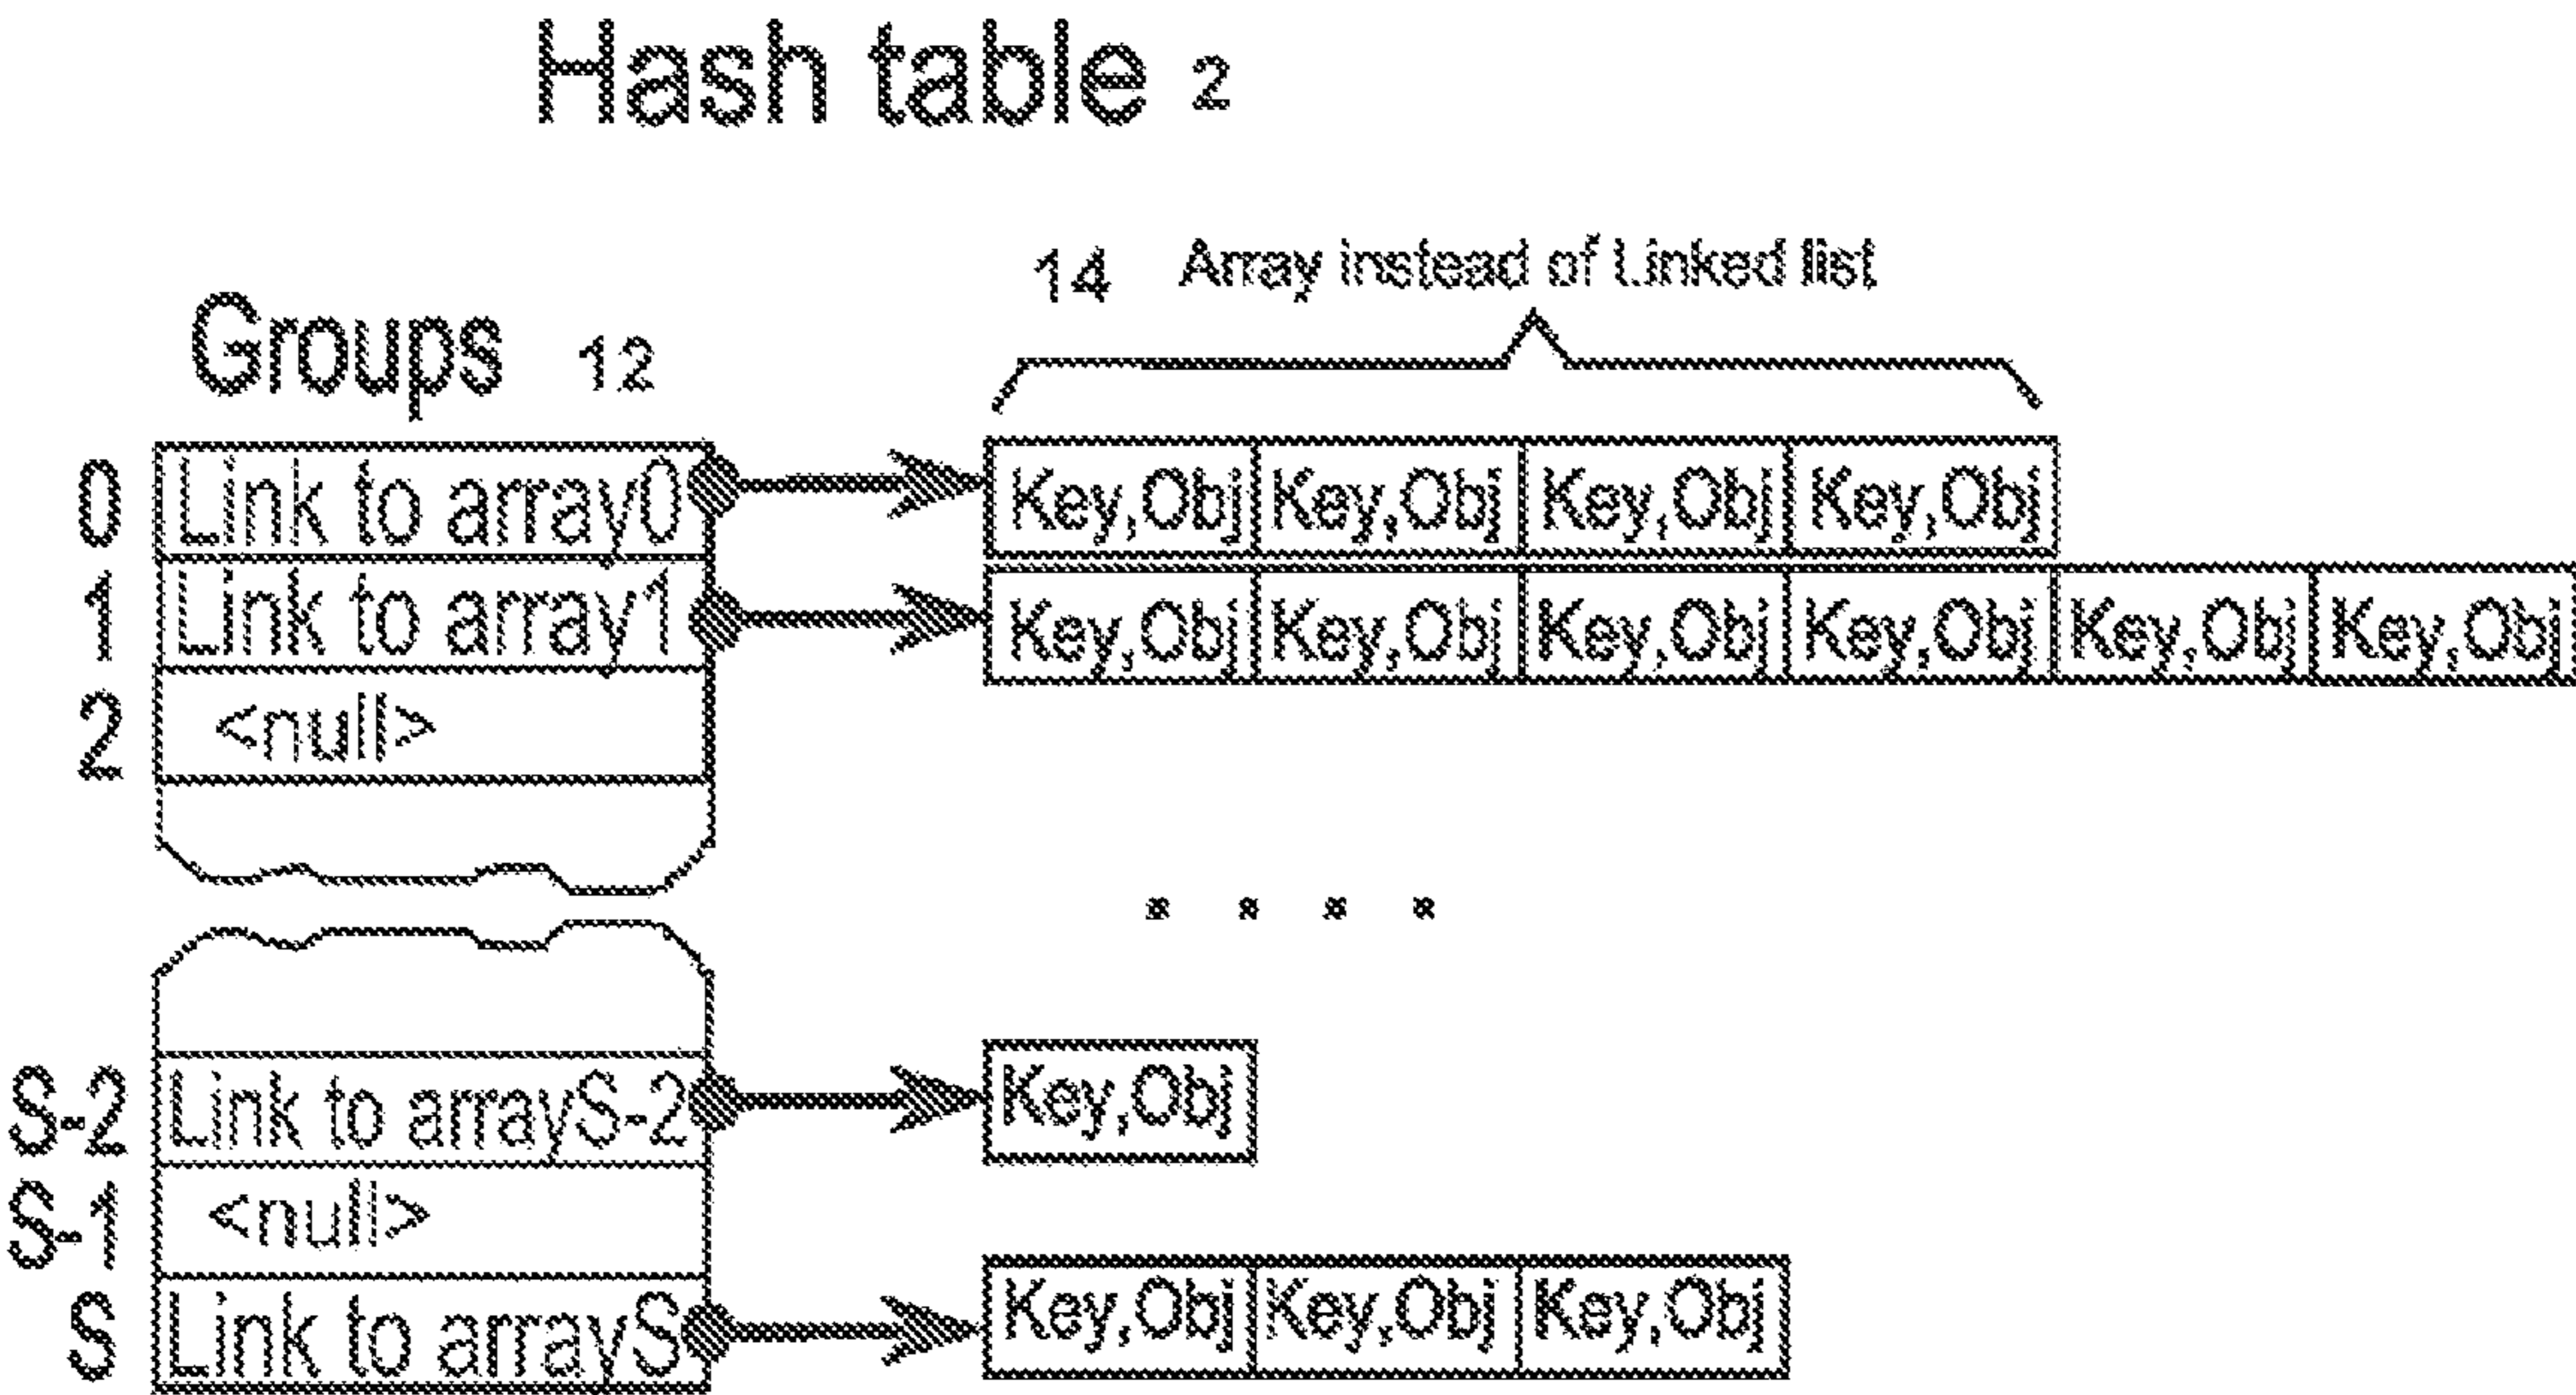 Hash table 2
14 Array instead of Linked list
Groups 12
0 Link to array0 Key,Obj Key,Obj Key,Obj Key,Obj
1 Link to array1 Key,Obj Key,Obj Key,Obj Key,Obj Key,Obj Key,Obj
2 <null>
S-2 Link to arrayS-2 Key,Obj
S-1 <null>
S Link to arrayS Key,Obj Key,Obj Key,Obj